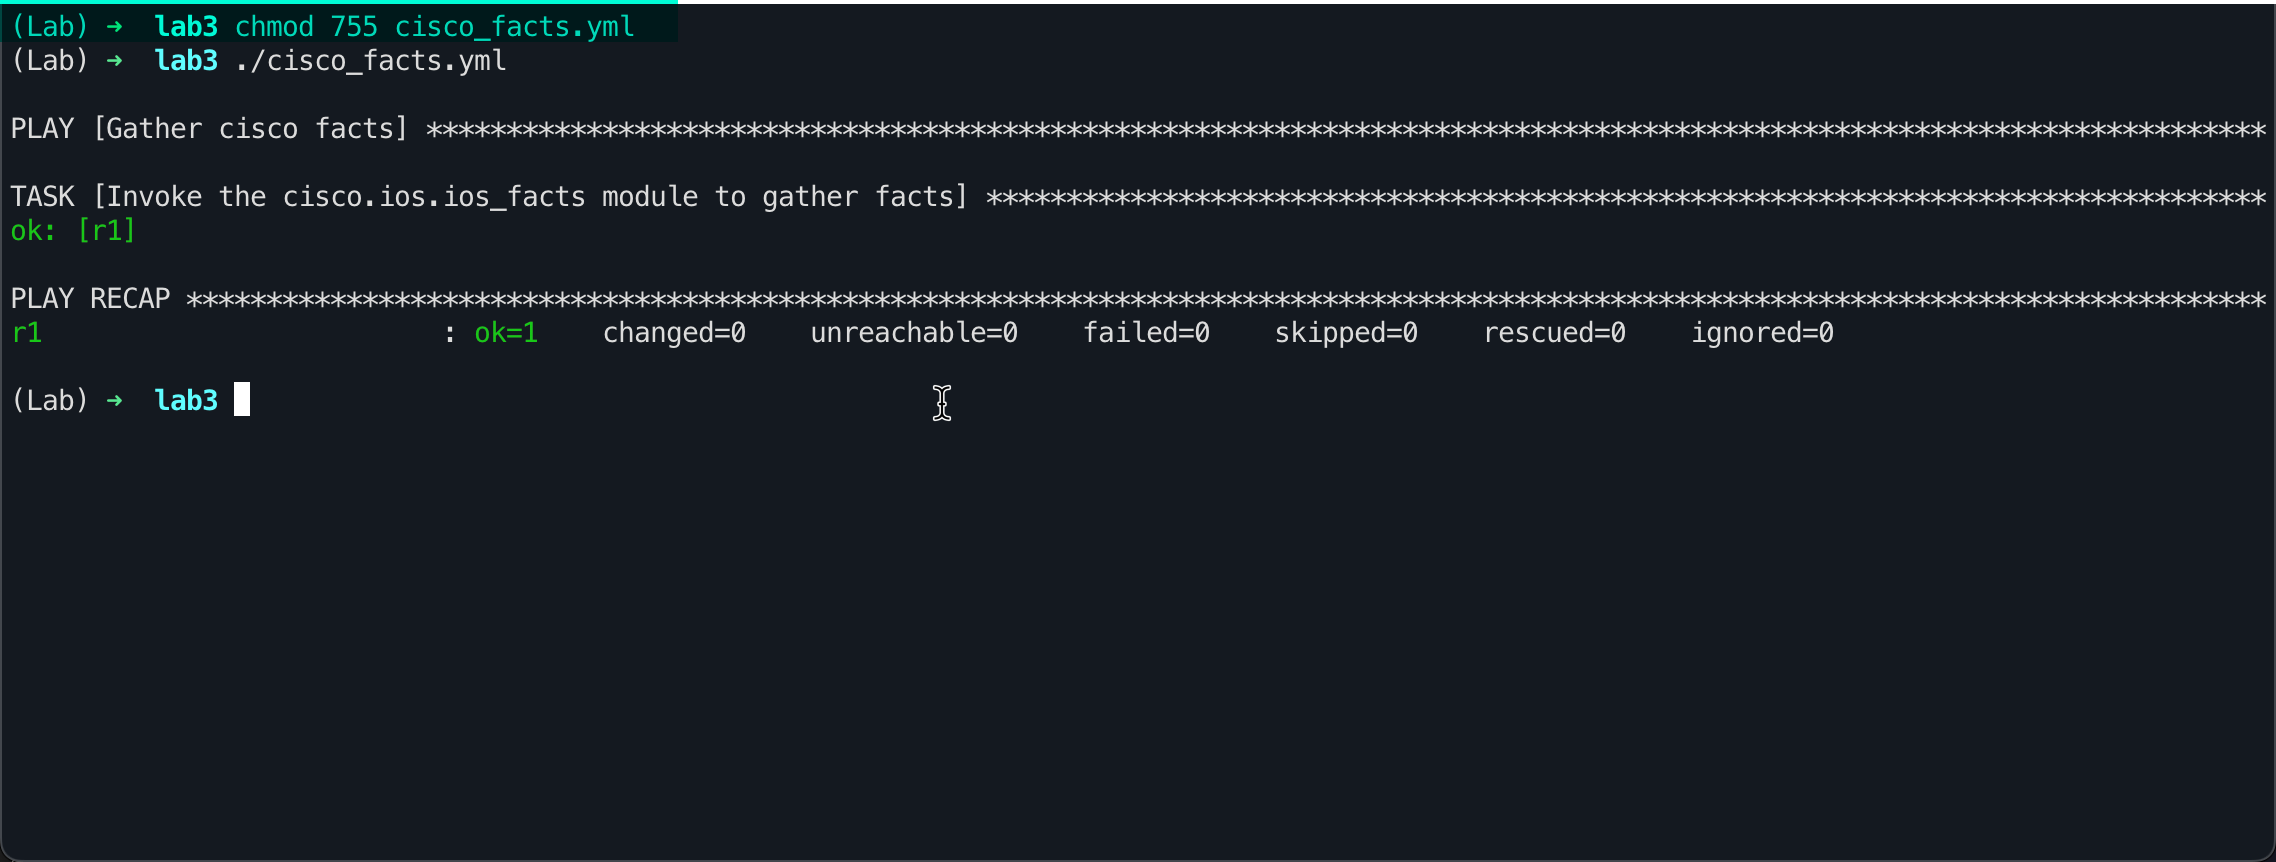 (Lab) ➜  lab3 chmod 755 cisco_facts.yml
(Lab) ➜  lab3 ./cisco_facts.yml
PLAY [Gather cisco facts] *******************************************************************************************************************
TASK [Invoke the cisco.ios.ios_facts module to gather facts] ********************************************************************************
ok: [r1]
PLAY RECAP **********************************************************************************************************************************
r1                         : ok=1    changed=0    unreachable=0    failed=0    skipped=0    rescued=0    ignored=0
(Lab) ➜  lab3